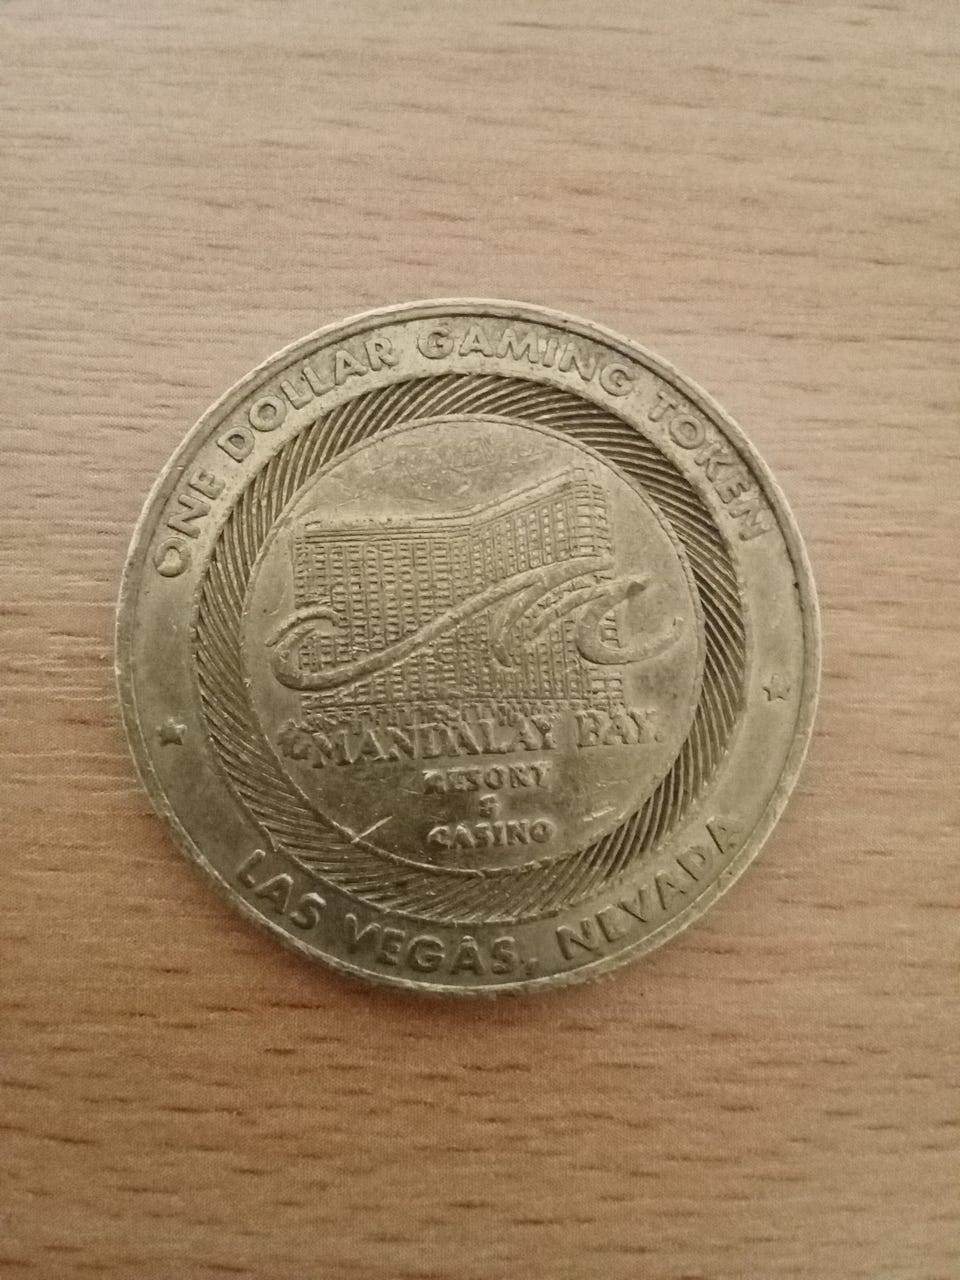 ONE DOLLAR GAMING TOKEN
MANDALAY BAY
RESORT
&
CASINO
LAS VEGAS, NEVADA